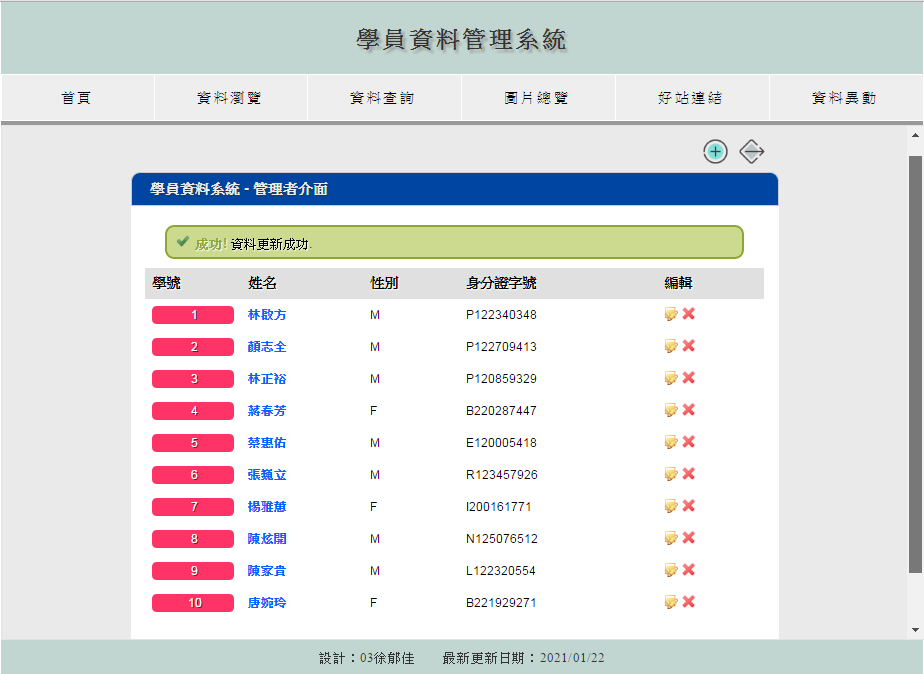 學員資料管理系統
首頁 資料瀏覽 資料查詢 圖片總覽 好站連結 資料異動
學員資料系統 - 管理者介面
成功! 資料更新成功.
學號 姓名 性別 身分證字號 編輯
1 林啟方 M P122340348
2 顏志全 M P122709413
3 林正裕 M P120859329
4 蔣春芳 F B220287447
5 蔡惠佑 M E120005418
6 張巍立 M R123457926
7 楊雅蕙 F I200161771
8 陳炫開 M N125076512
9 陳家貴 M L122320554
10 唐婉玲 F B221929271
設計：03徐郁佳 最新更新日期：2021/01/22